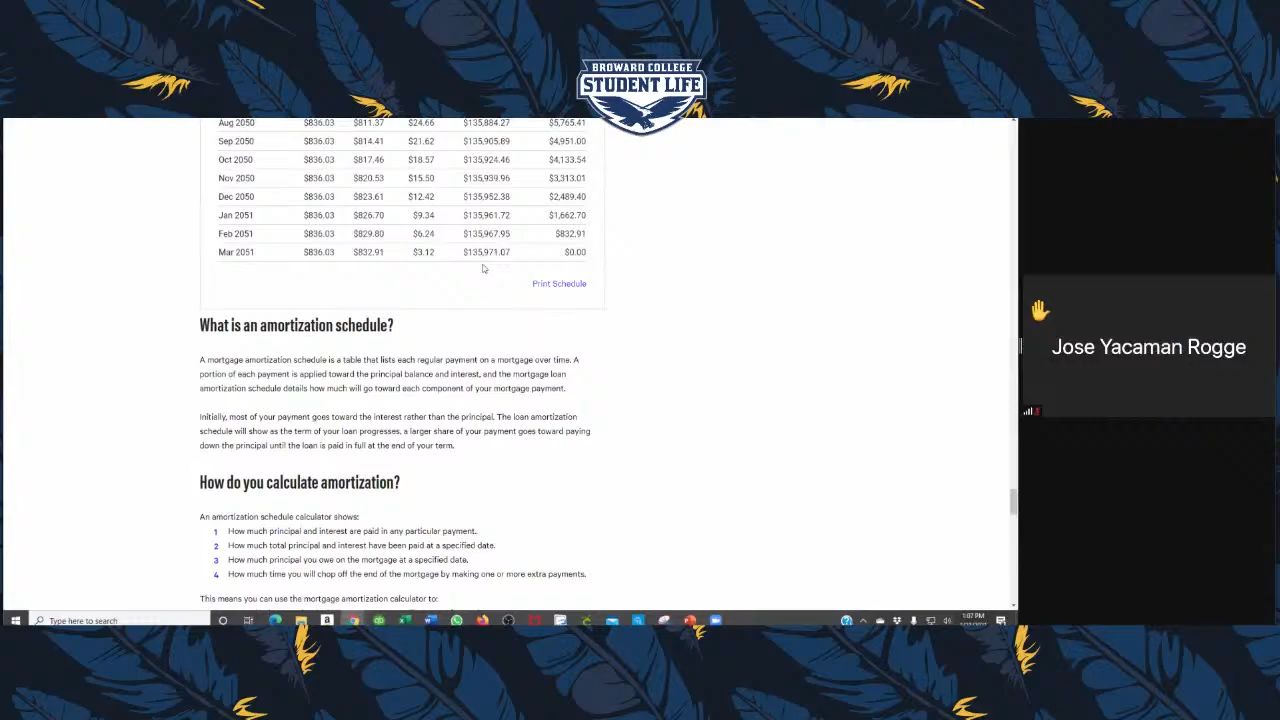 BROWARD COLLEGE
STUDENT LIFE
Aug 2050 $836.03 $811.37 $24.66 $135,884.27 $5,765.41
Sep 2050 $836.03 $814.41 $21.62 $135,905.89 $4,951.00
Oct 2050 $836.03 $817.46 $18.57 $135,924.46 $4,133.54
Nov 2050 $836.03 $820.53 $15.50 $135,939.96 $3,313.01
Dec 2050 $836.03 $823.61 $12.42 $135,952.38 $2,489.40
Jan 2051 $836.03 $826.70 $9.34 $135,961.72 $1,662.70
Feb 2051 $836.03 $829.80 $6.24 $135,967.95 $832.91
Mar 2051 $836.03 $832.91 $3.12 $135,971.07 $0.00
Print Schedule
What is an amortization schedule?
A mortgage amortization schedule is a table that lists each regular payment on a mortgage over time. A
portion of each payment is applied toward the principal balance and interest, and the mortgage loan
amortization schedule details how much will go toward each component of your mortgage payment.
Initially, most of your payment goes toward the interest rather than the principal. The loan amortization
schedule will show as the term of your loan progresses, a larger share of your payment goes toward paying
down the principal until the loan is paid in full at the end of your term.
How do you calculate amortization?
An amortization schedule calculator shows:
1 How much principal and interest are paid in any particular payment.
2 How much total principal and interest have been paid at a specified date.
3 How much principal you owe on the mortgage at a specified date.
4 How much time you will chop off the end of the mortgage by making one or more extra payments.
This means you can use the mortgage amortization calculator to:
Type here to search
1:07 PM
Jose Yacaman Rogge